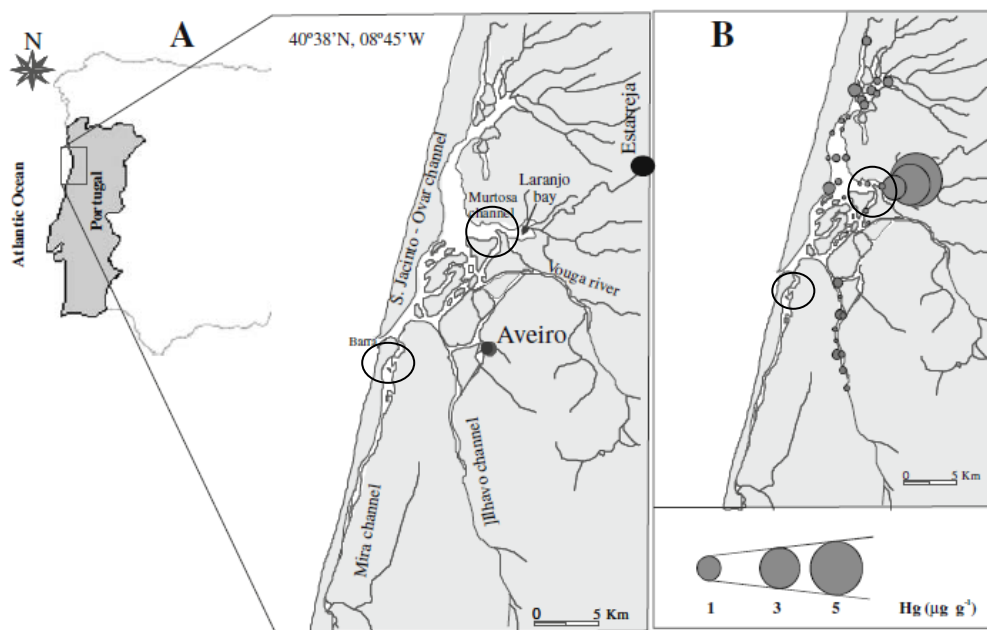 N
A
40°38'N, 08°45'W
B
Atlantic Ocean
Portugal
S. Jacinto - Ovar channel
Estarreja
Laranjo
bay
Murtosa
channel
Vouga river
Aveiro
Barra
Mira channel
Jllhavo channel
0 5 Km
0 5 Km
1 3 5 Hg (µg g⁻¹)